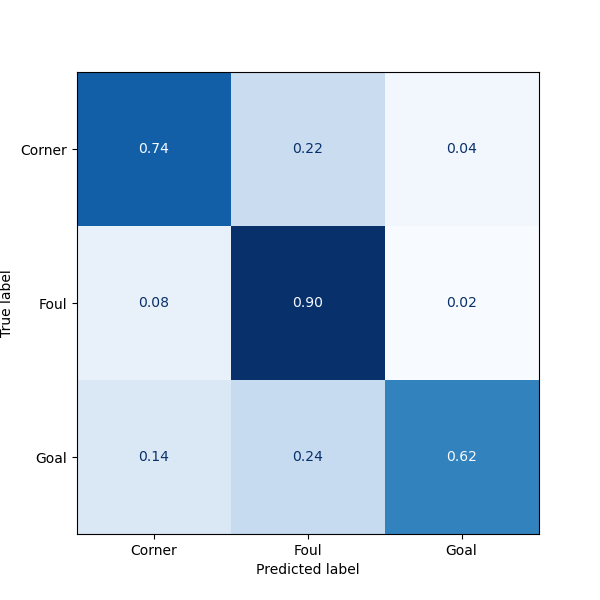 Corner 0.74 0.22 0.04
Foul 0.08 0.90 0.02
Goal 0.14 0.24 0.62
Corner Foul Goal
Predicted label
True label